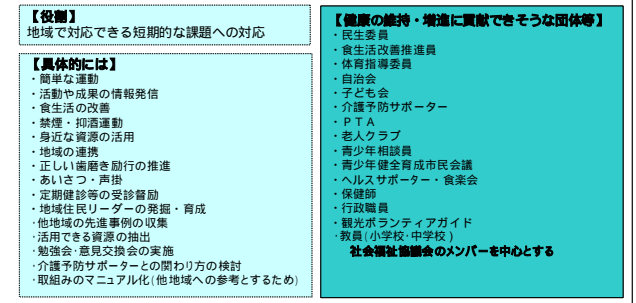 【役割】
地域で対応できる短期的な課題への対応
【具体的には】
・簡単な運動
・活動や成果の情報発信
・食生活の改善
・禁煙・抑酒運動
・身近な資源の活用
・地域の連携
・正しい歯磨き励行の推進
・あいさつ・声掛
・定期健診等の受診督励
・地域住民リーダーの発掘・育成
・他地域の先進事例の収集
・活用できる資源の抽出
・勉強会・意見交換会の実施
・介護予防サポーターとの関わり方の検討
・取組みのマニュアル化(他地域への参考とするため)
【健康の維持・増進に貢献できそうな団体等】
・民生委員
・食生活改善推進員
・体育指導委員
・自治会
・子ども会
・介護予防サポーター
・ＰＴＡ
・老人クラブ
・青少年相談員
・青少年健全育成市民会議
・ヘルスサポーター・食楽会
・保健師
・行政職員
・観光ボランティアガイド
・教員(小学校・中学校)
社会福祉協議会のメンバーを中心とする